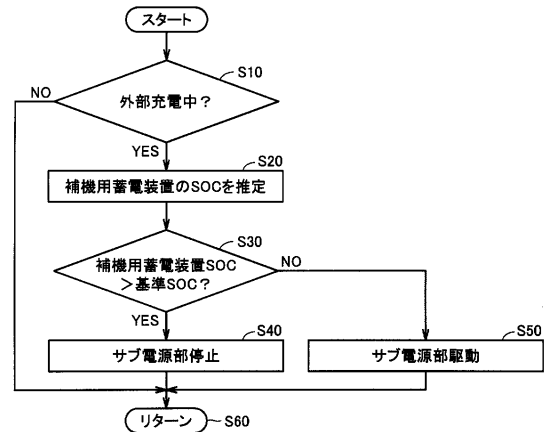 スタート
S10
外部充電中？
NO
YES
S20
補機用蓄電装置のSOCを推定
S30
補機用蓄電装置SOC
＞基準SOC？
NO
YES
S40
サブ電源部停止
S50
サブ電源部駆動
リターン
S60